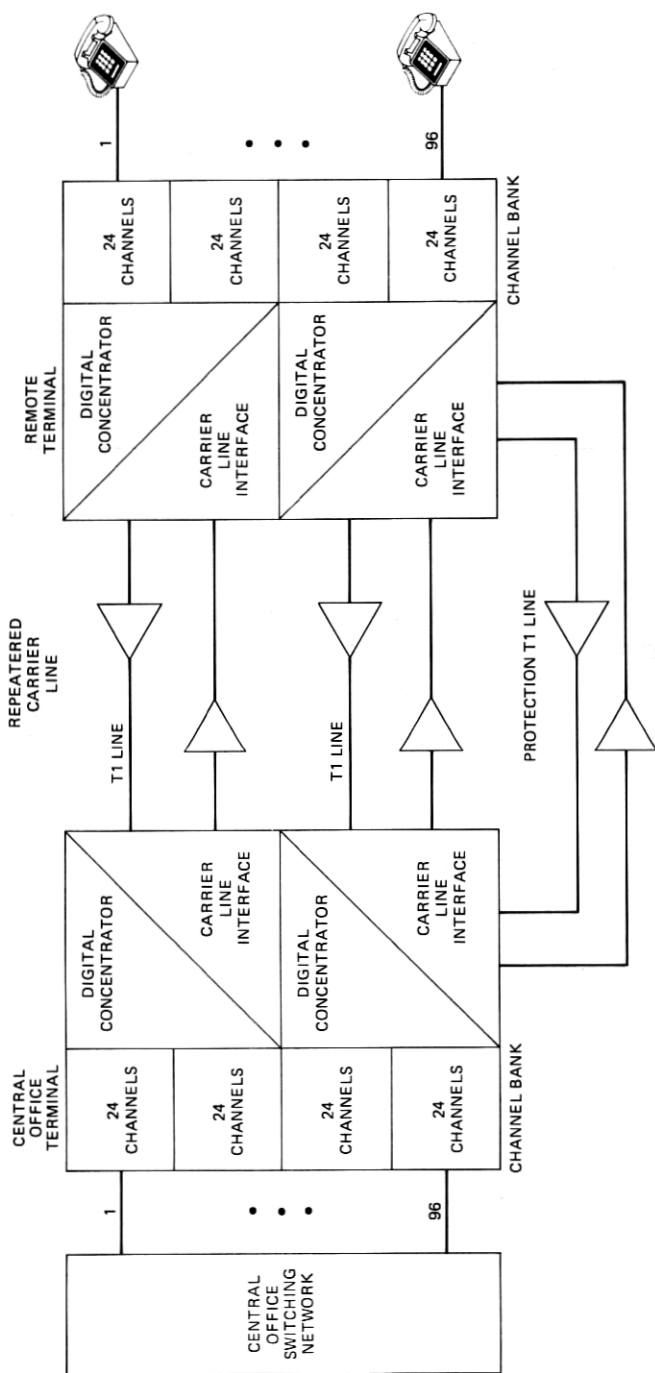 CENTRAL
OFFICE
SWITCHING
NETWORK
1
96
CENTRAL
OFFICE
TERMINAL
24
CHANNELS
24
CHANNELS
24
CHANNELS
24
CHANNELS
CHANNEL BANK
DIGITAL
CONCENTRATOR
CARRIER
LINE
INTERFACE
DIGITAL
CONCENTRATOR
CARRIER
LINE
INTERFACE
REPEATERED
CARRIER
LINE
T1 LINE
T1 LINE
PROTECTION T1 LINE
REMOTE
TERMINAL
DIGITAL
CONCENTRATOR
CARRIER
LINE
INTERFACE
DIGITAL
CONCENTRATOR
CARRIER
LINE
INTERFACE
24
CHANNELS
24
CHANNELS
24
CHANNELS
24
CHANNELS
CHANNEL BANK
1
96